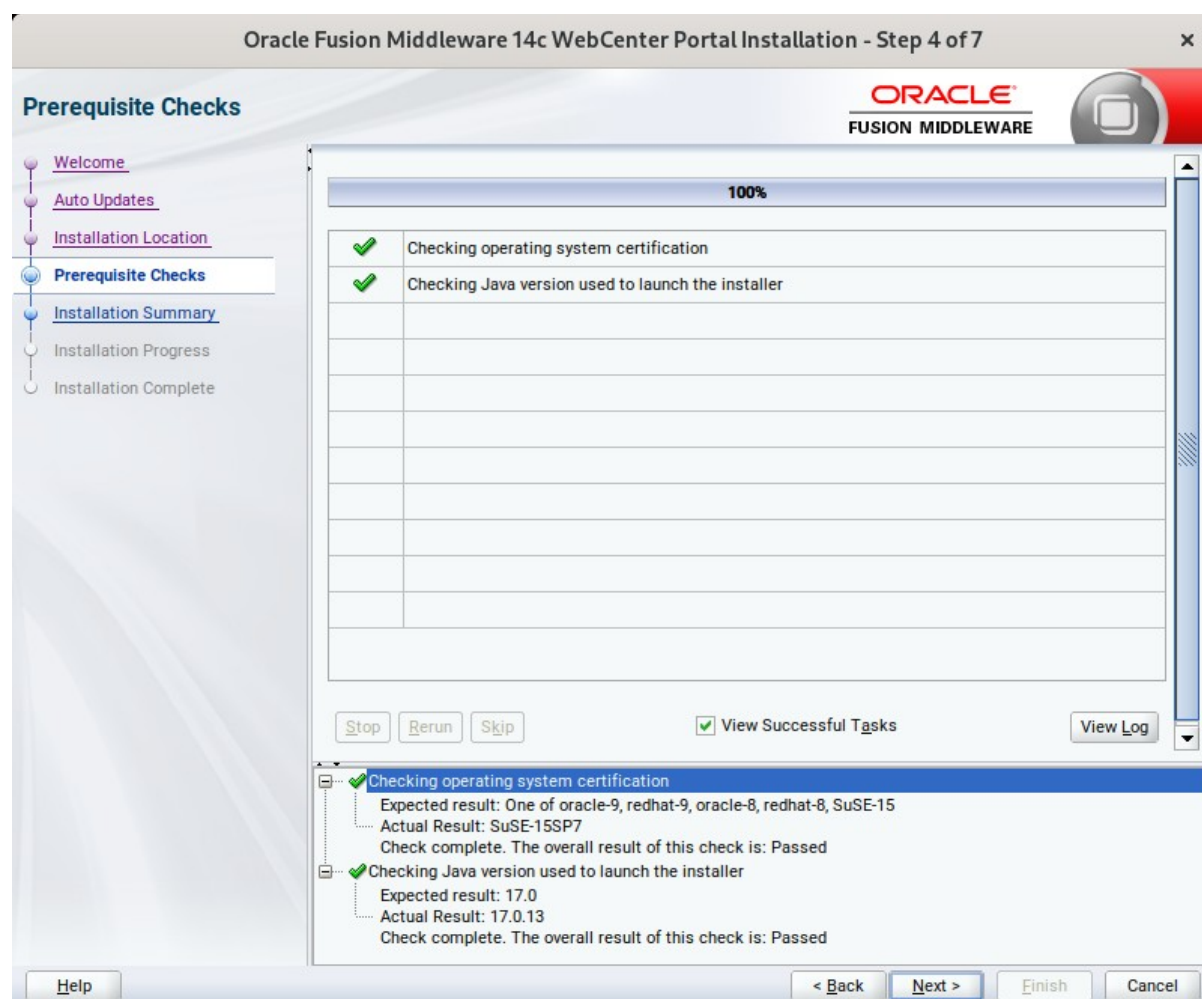 Oracle Fusion Middleware 14c WebCenter Portal Installation - Step 4 of 7
Prerequisite Checks
ORACLE
FUSION MIDDLEWARE
Welcome
Auto Updates
Installation Location
Prerequisite Checks
Installation Summary
Installation Progress
Installation Complete
100%
Checking operating system certification
Checking Java version used to launch the installer
Stop Rerun Skip View Successful Tasks View Log
Checking operating system certification
Expected result: One of oracle-9, redhat-9, oracle-8, redhat-8, SuSE-15
Actual Result: SuSE-15SP7
Check complete. The overall result of this check is: Passed
Checking Java version used to launch the installer
Expected result: 17.0
Actual Result: 17.0.13
Check complete. The overall result of this check is: Passed
Help < Back Next > Finish Cancel